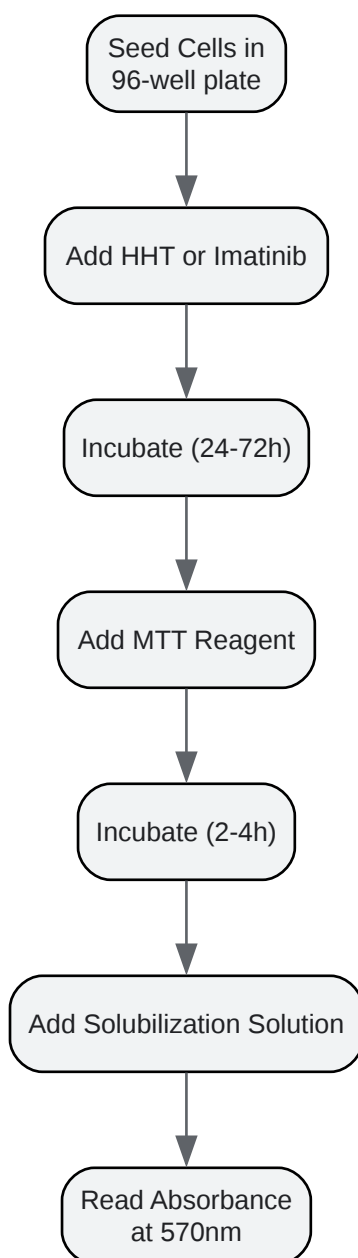 Seed Cells in
96-well plate
Add HHT or Imatinib
Incubate (24-72h)
Add MTT Reagent
Incubate (2-4h)
Add Solubilization Solution
Read Absorbance
at 570nm